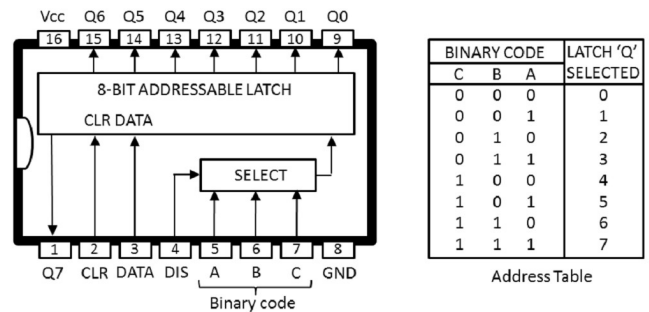 Vcc Q6 Q5 Q4 Q3 Q2 Q1 Q0
16 15 14 13 12 11 10 9
8-BIT ADDRESSABLE LATCH
CLR DATA
SELECT
1 2 3 4 5 6 7 8
Q7 CLR DATA DIS A B C GND
Binary code
BINARY CODE LATCH ‘Q’
C B A SELECTED
0 0 0 0
0 0 1 1
0 1 0 2
0 1 1 3
1 0 0 4
1 0 1 5
1 1 0 6
1 1 1 7
Address Table